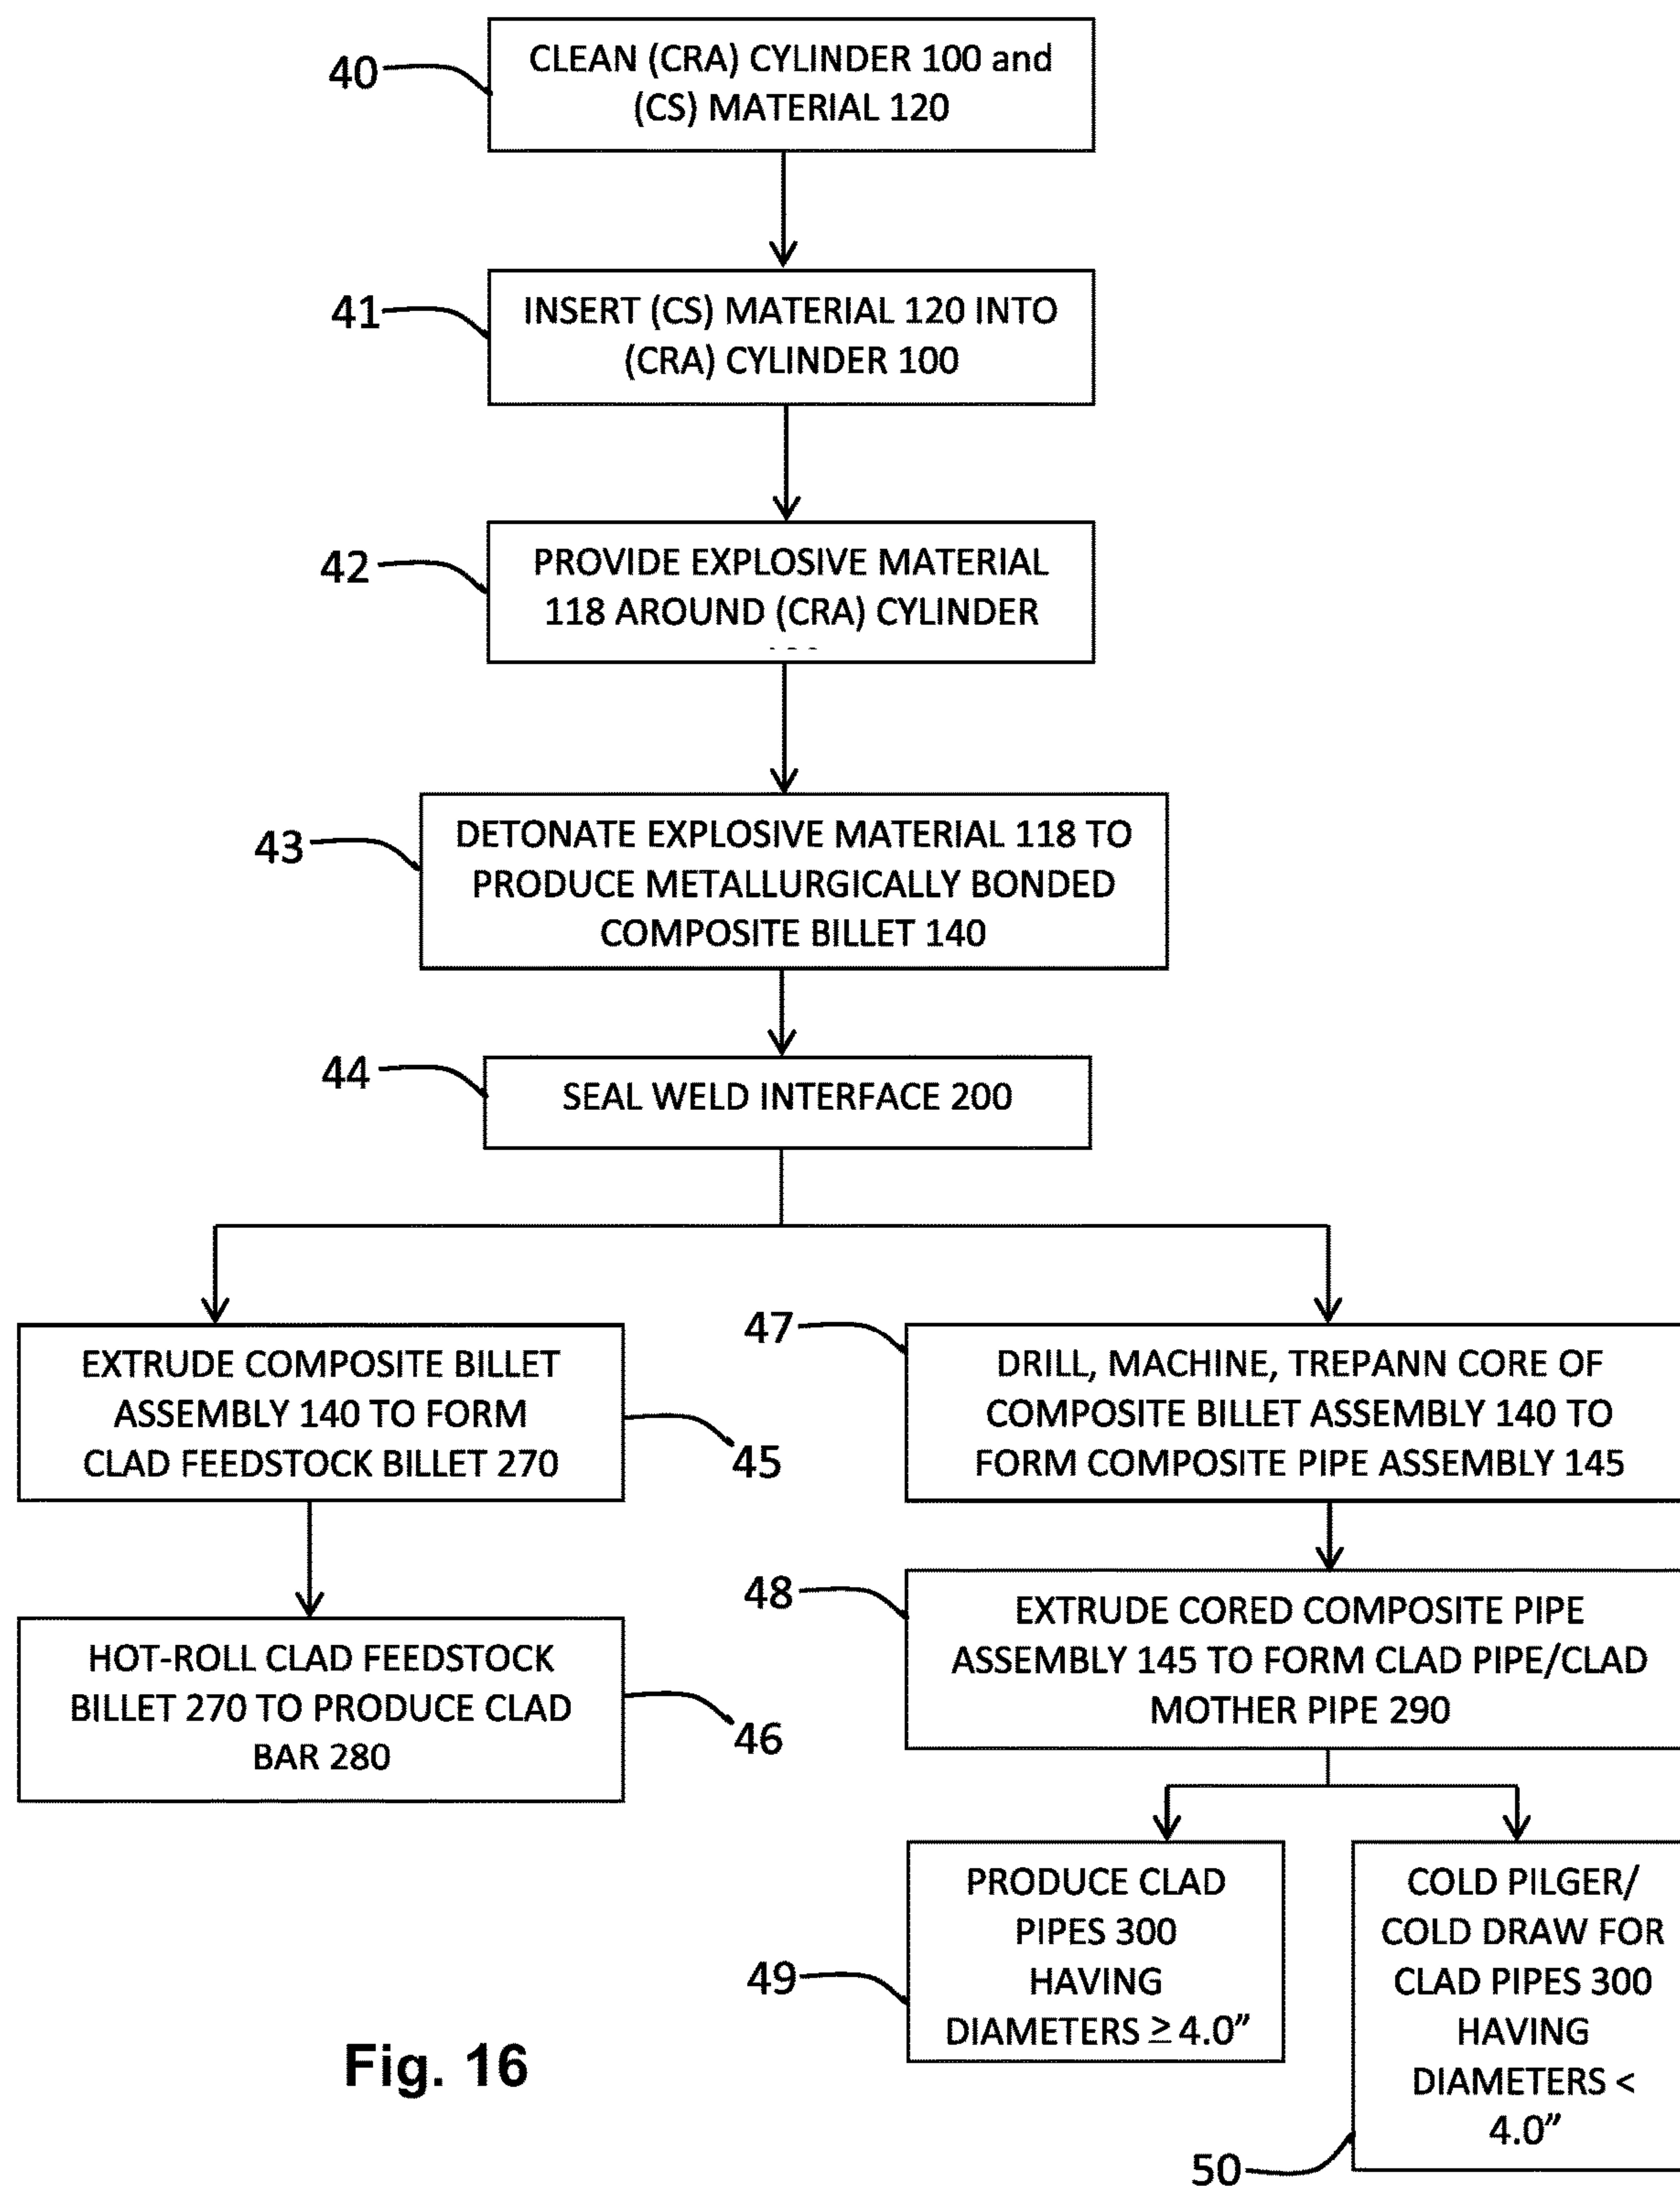 40
CLEAN (CRA) CYLINDER 100 and
(CS) MATERIAL 120
41
INSERT (CS) MATERIAL 120 INTO
(CRA) CYLINDER 100
42
PROVIDE EXPLOSIVE MATERIAL
118 AROUND (CRA) CYLINDER
43
DETONATE EXPLOSIVE MATERIAL 118 TO
PRODUCE METALLURGICALLY BONDED
COMPOSITE BILLET 140
44
SEAL WELD INTERFACE 200
EXTRUDE COMPOSITE BILLET
ASSEMBLY 140 TO FORM
CLAD FEEDSTOCK BILLET 270
45
HOT-ROLL CLAD FEEDSTOCK
BILLET 270 TO PRODUCE CLAD
BAR 280
46
47
DRILL, MACHINE, TREPANN CORE OF
COMPOSITE BILLET ASSEMBLY 140 TO
FORM COMPOSITE PIPE ASSEMBLY 145
48
EXTRUDE CORED COMPOSITE PIPE
ASSEMBLY 145 TO FORM CLAD PIPE/CLAD
MOTHER PIPE 290
49
PRODUCE CLAD
PIPES 300
HAVING
DIAMETERS ≥ 4.0”
COLD PILGER/
COLD DRAW FOR
CLAD PIPES 300
HAVING
DIAMETERS <
4.0”
50
Fig. 16